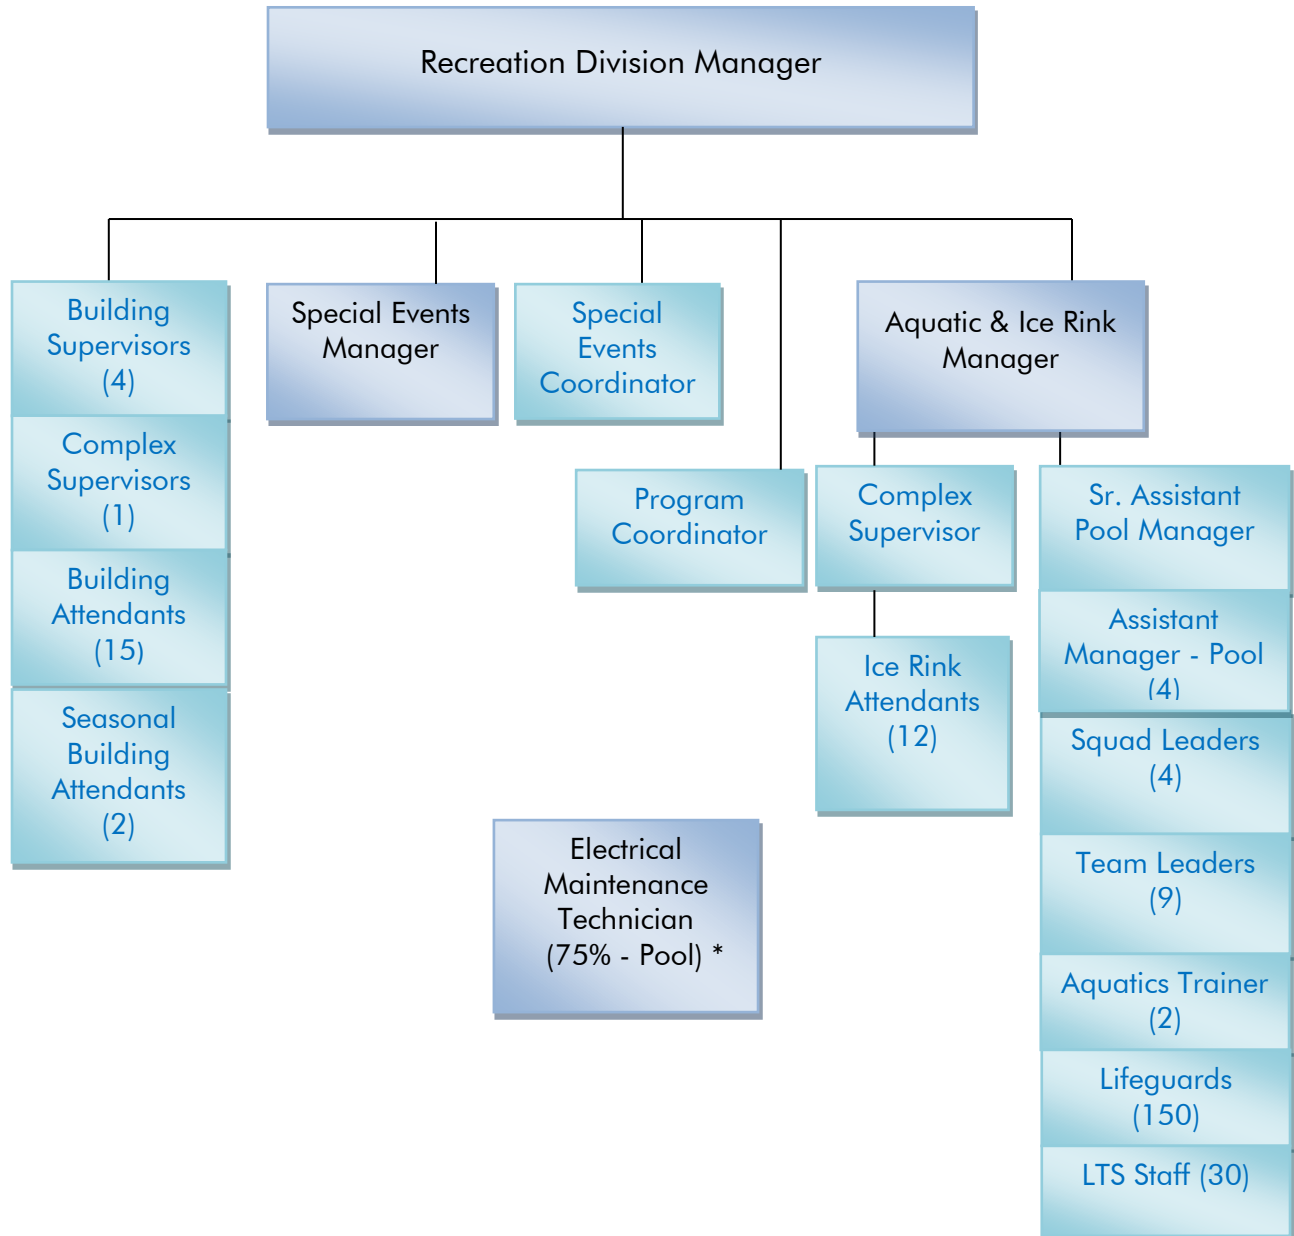 Recreation Division Manager
Building
Supervisors
(4)
Complex
Supervisors
(1)
Building
Attendants
(15)
Seasonal
Building
Attendants
(2)
Special Events
Manager
Special
Events
Coordinator
Program
Coordinator
Aquatic & Ice Rink
Manager
Complex
Supervisor
Ice Rink
Attendants
(12)
Sr. Assistant
Pool Manager
Assistant
Manager - Pool
(4)
Squad Leaders
(4)
Team Leaders
(9)
Aquatics Trainer
(2)
Lifeguards
(150)
LTS Staff (30)
Electrical
Maintenance
Technician
(75% - Pool) *